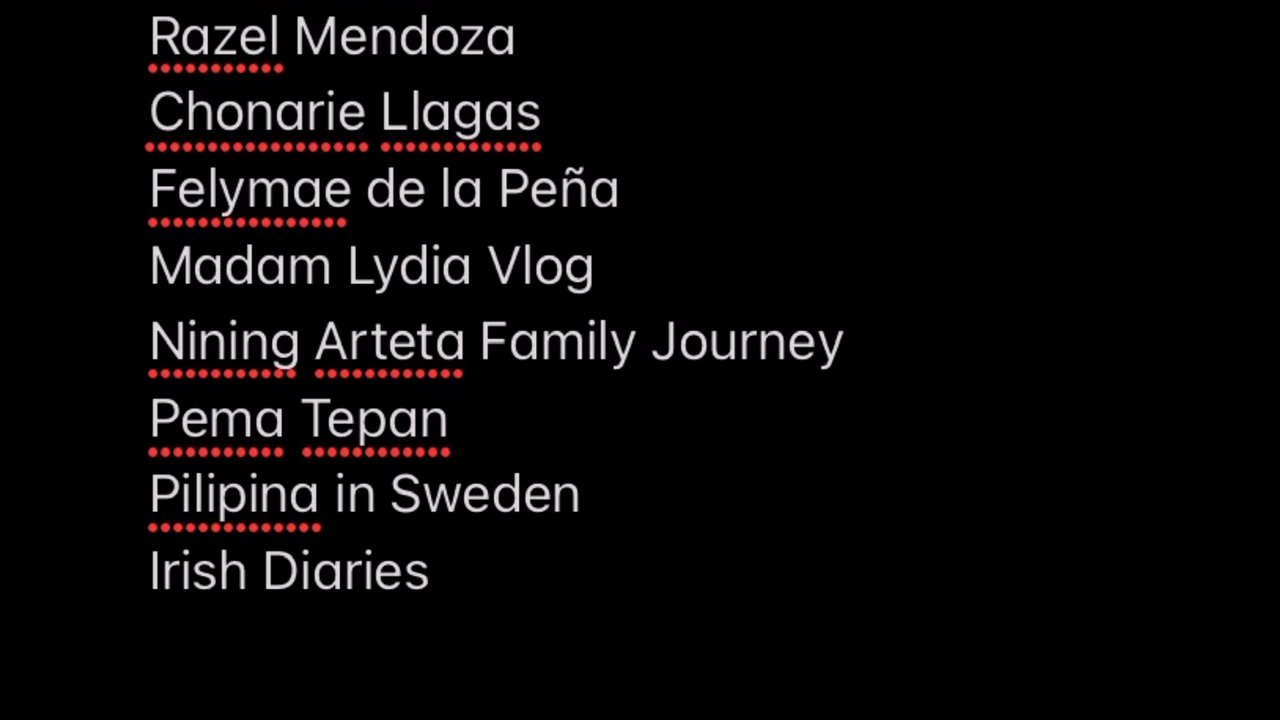 Razel Mendoza
Chonarie Llagas
Felymae de la Peña
Madam Lydia Vlog
Nining Arteta Family Journey
Pema Tepan
Pilipina in Sweden
Irish Diaries